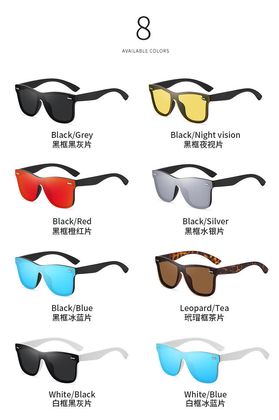 8
AVAILABLE COLORS
Black/Grey
黑框黑灰片
Black/Night vision
黑框夜视片
Black/Red
黑框橙红片
Black/Silver
黑框水银片
Black/Blue
黑框冰蓝片
Leopard/Tea
玳瑁框茶片
White/Black
白框黑灰片
White/Blue
白框冰蓝片